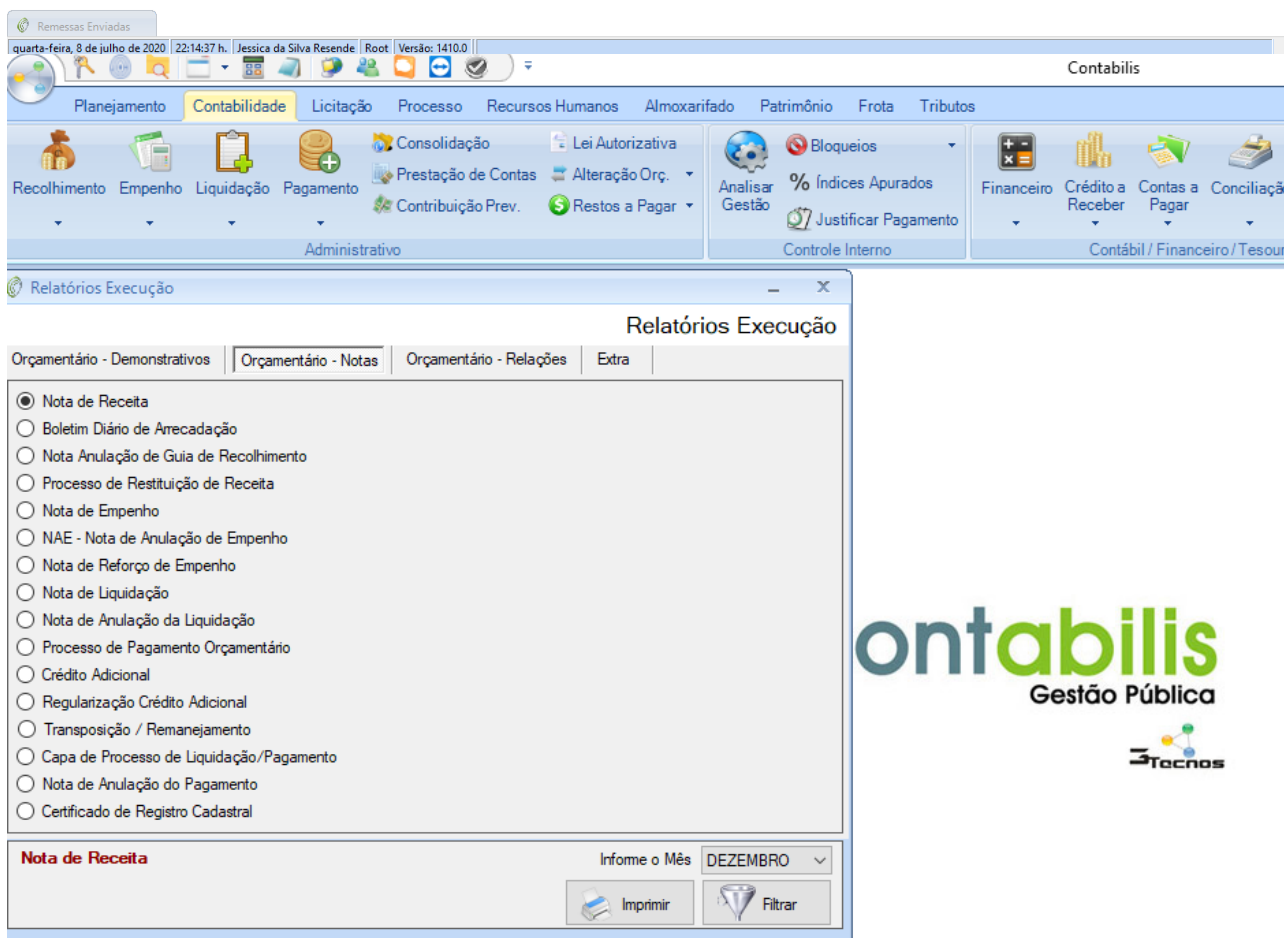 Remessas Enviadas
quarta-feira, 8 de julho de 2020 22:14:37 h. Jessica da Silva Resende Root Versão: 1410.0
Contabilis
Planejamento Contabilidade Licitação Processo Recursos Humanos Almoxarifado Patrimônio Frota Tributos
Recolhimento Empenho Liquidação Pagamento
Consolidação Lei Autorizativa
Prestação de Contas Alteração Orç.
Contribuição Prev. Restos a Pagar
Administrativo
Analisar Gestão
Bloqueios
% Índices Apurados
Justificar Pagamento
Controle Interno
Financeiro Crédito a Receber Contas a Pagar Conciliaçã
Contábil / Financeiro / Tesour
Relatórios Execução
Relatórios Execução
Orçamentário - Demonstrativos Orçamentário - Notas Orçamentário - Relações Extra
Nota de Receita
Boletim Diário de Arrecadação
Nota Anulação de Guia de Recolhimento
Processo de Restituição de Receita
Nota de Empenho
NAE - Nota de Anulação de Empenho
Nota de Reforço de Empenho
Nota de Liquidação
Nota de Anulação da Liquidação
Processo de Pagamento Orçamentário
Crédito Adicional
Regularização Crédito Adicional
Transposição / Remanejamento
Capa de Processo de Liquidação/Pagamento
Nota de Anulação do Pagamento
Certificado de Registro Cadastral
Nota de Receita
Informe o Mês DEZEMBRO
Imprimir Filtrar
ontabilis
Gestão Pública
3Tecnos